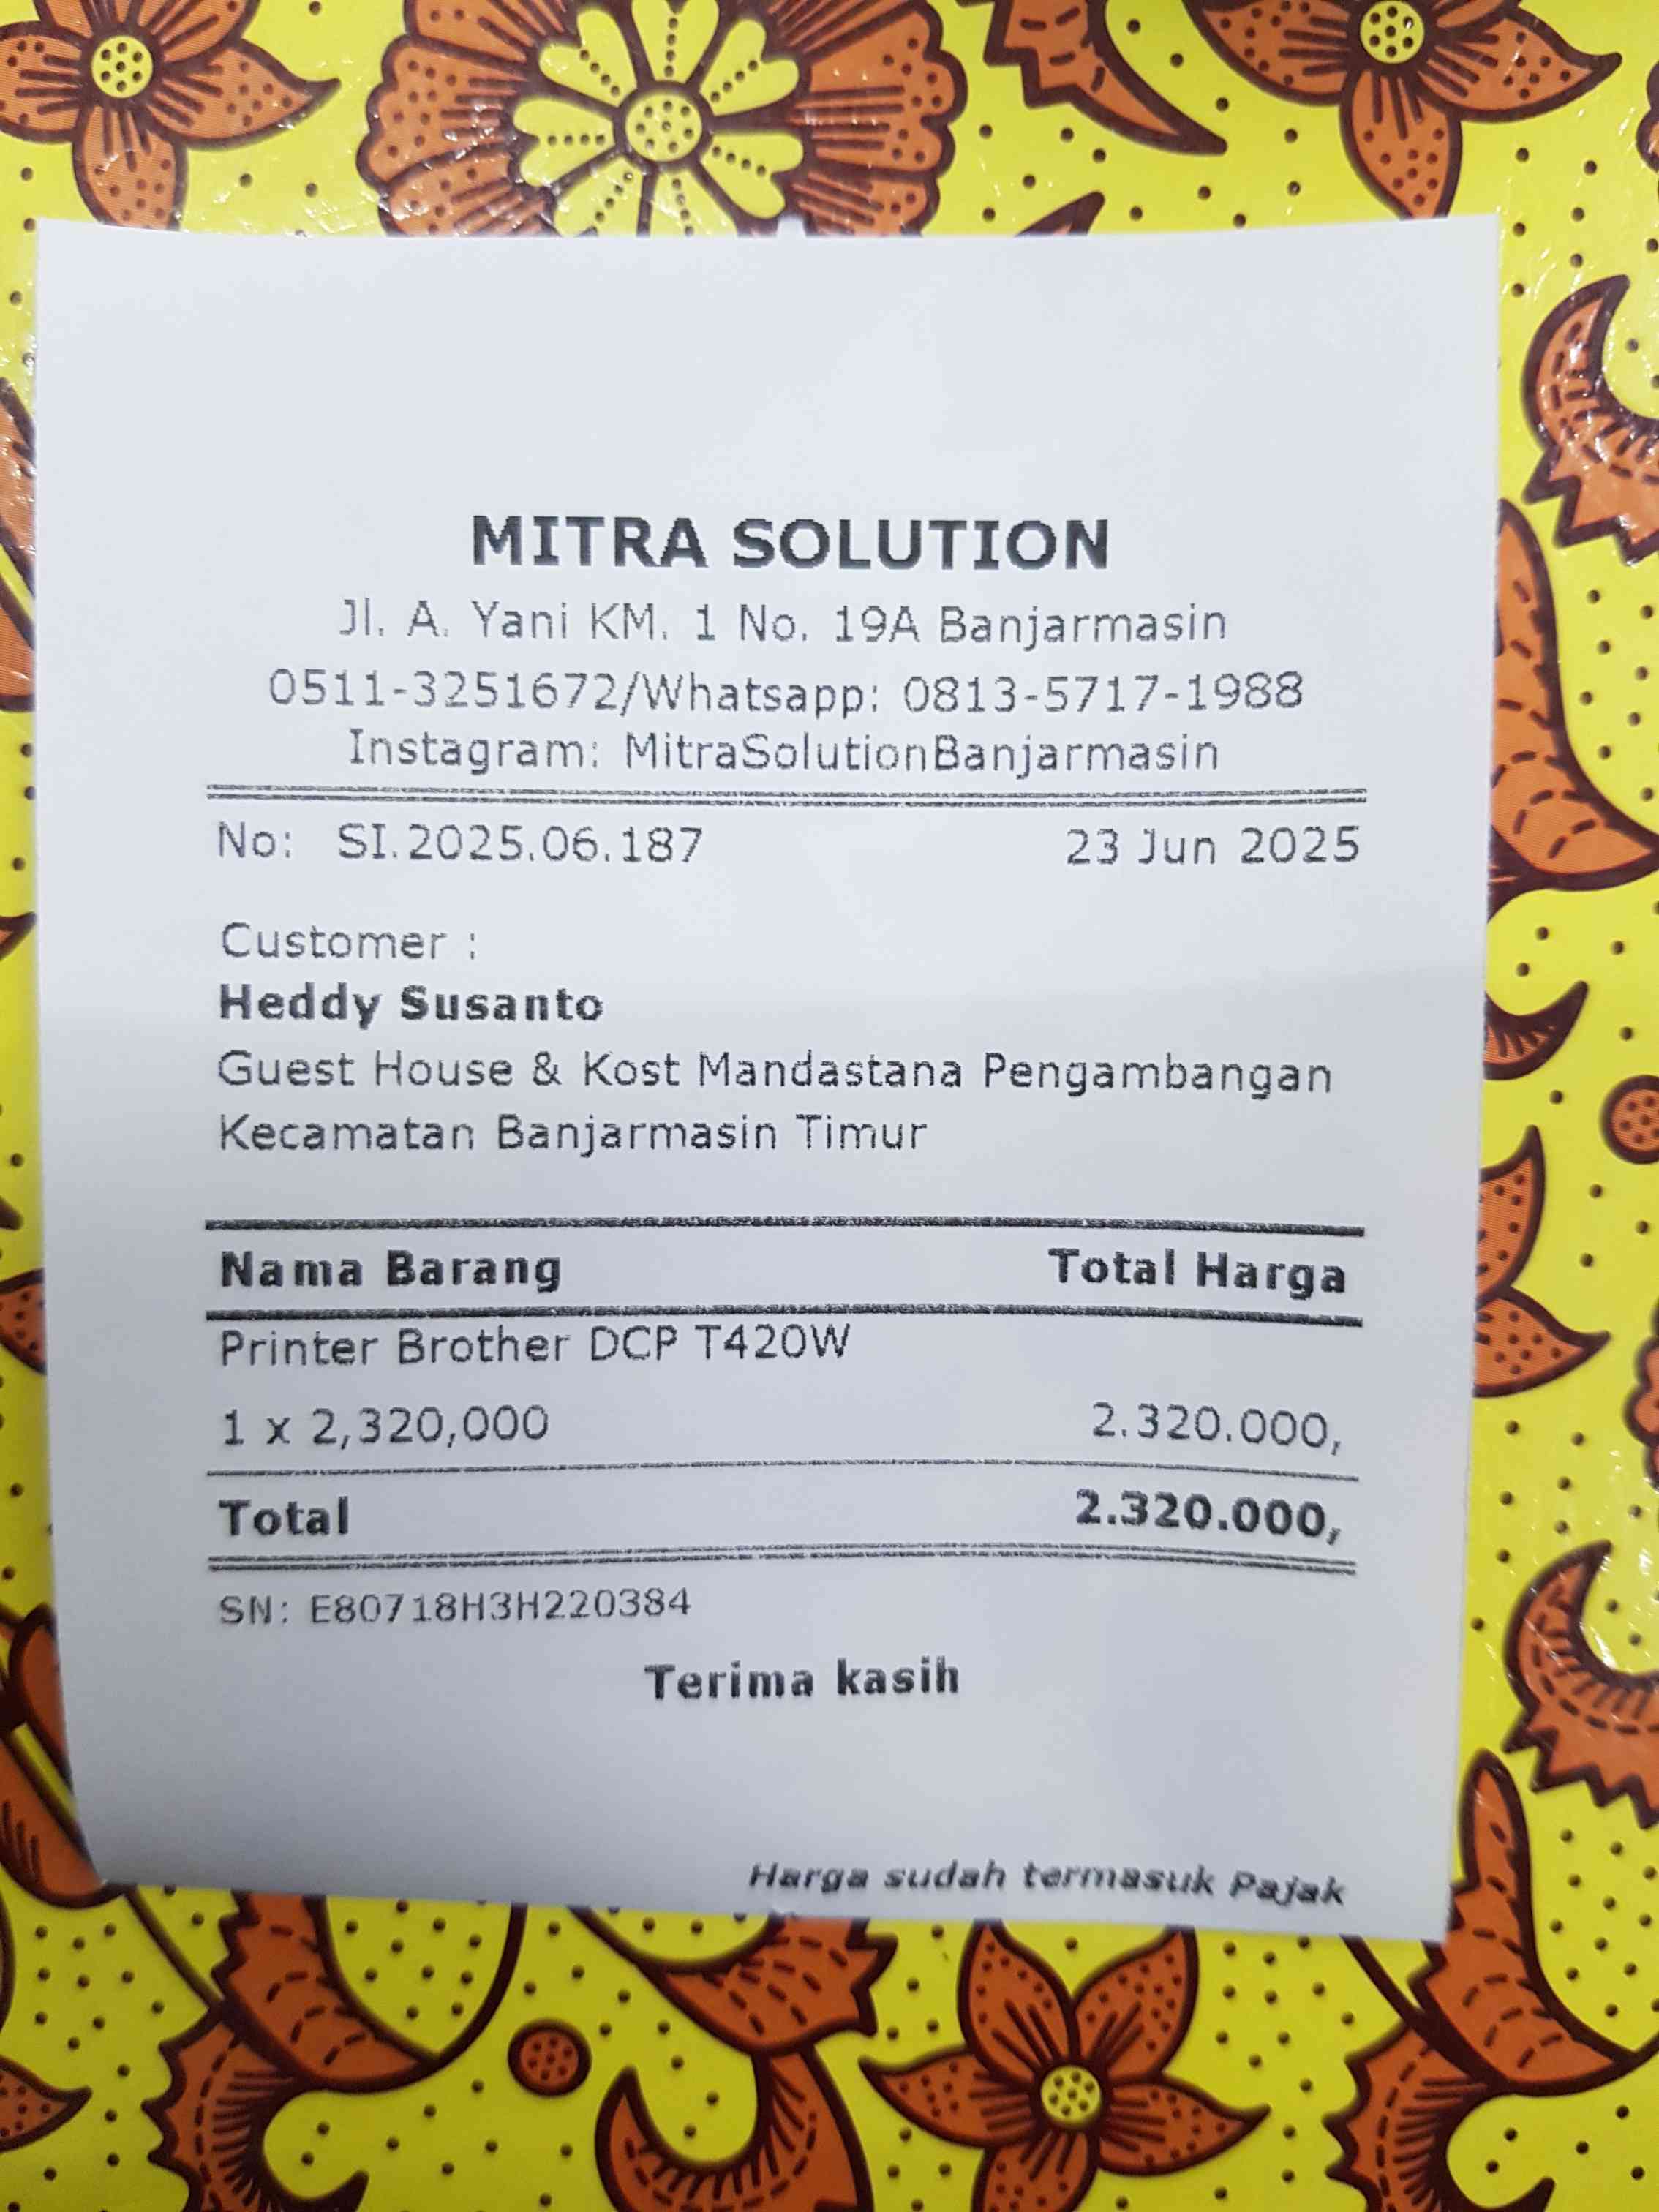 MITRA SOLUTION
Jl. A. Yani KM. 1 No. 19A Banjarmasin
0511-3251672/Whatsapp: 0813-5717-1988
Instagram: MitraSolutionBanjarmasin
No: SI.2025.06.187 23 Jun 2025
Customer :
Heddy Susanto
Guest House & Kost Mandastana Pengambangan
Kecamatan Banjarmasin Timur
Nama Barang Total Harga
Printer Brother DCP T420W
1 x 2,320,000 2.320.000,
Total 2.320.000,
SN: E80718H3H220384
Terima kasih
Harga sudah termasuk Pajak